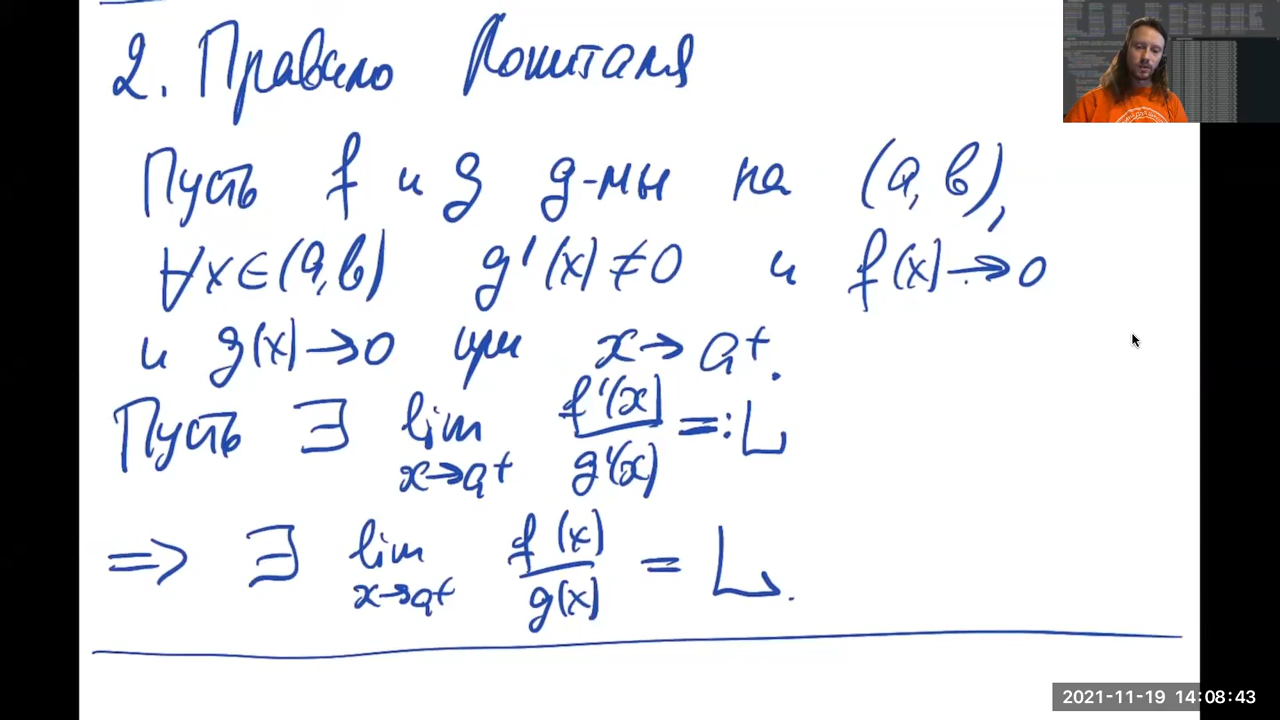 2. Правило Лопиталя
Пусть f и g д-мы на (a, b),
∀x∈(a,b) g'(x)≠0 и f(x)→0
и g(x)→0 при x→a+.
Пусть ∃ lim x→a+ f'(x)/g'(x) =: L
=> ∃ lim x→a+ f(x)/g(x) = L.
2021-11-19 14:08:43